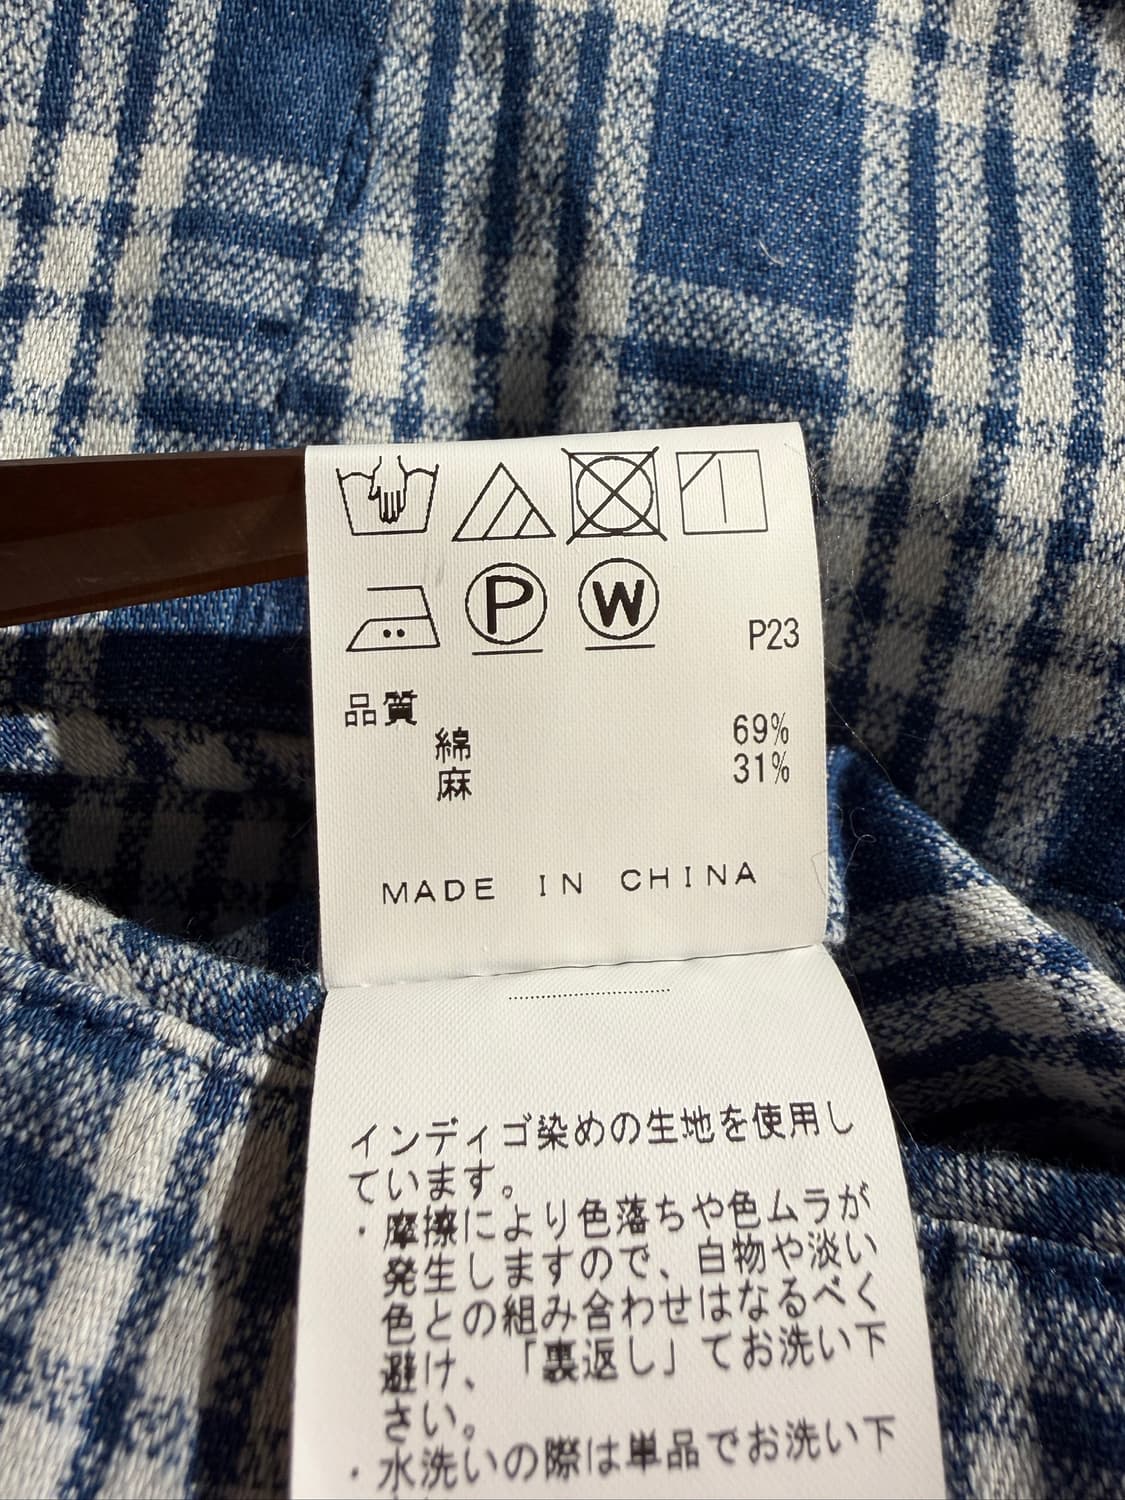 P
W
P23
品質
綿 69%
麻 31%
MADE IN CHINA
インディゴ染めの生地を使用し
ています。
・摩擦により色落ちや色ムラが
発生しますので、白物や淡い
色との組み合わせはなるべく
避け、「裏返し」てお洗い下
さい。
・水洗いの際は単品でお洗い下